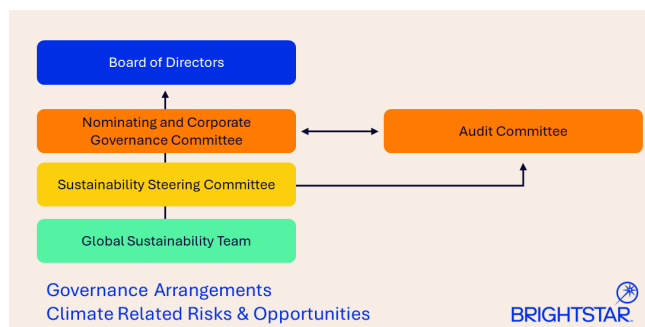 Board of Directors
Nominating and Corporate
Governance Committee
Audit Committee
Sustainability Steering Committee
Global Sustainability Team
Governance Arrangements
Climate Related Risks & Opportunities
BRIGHTSTAR